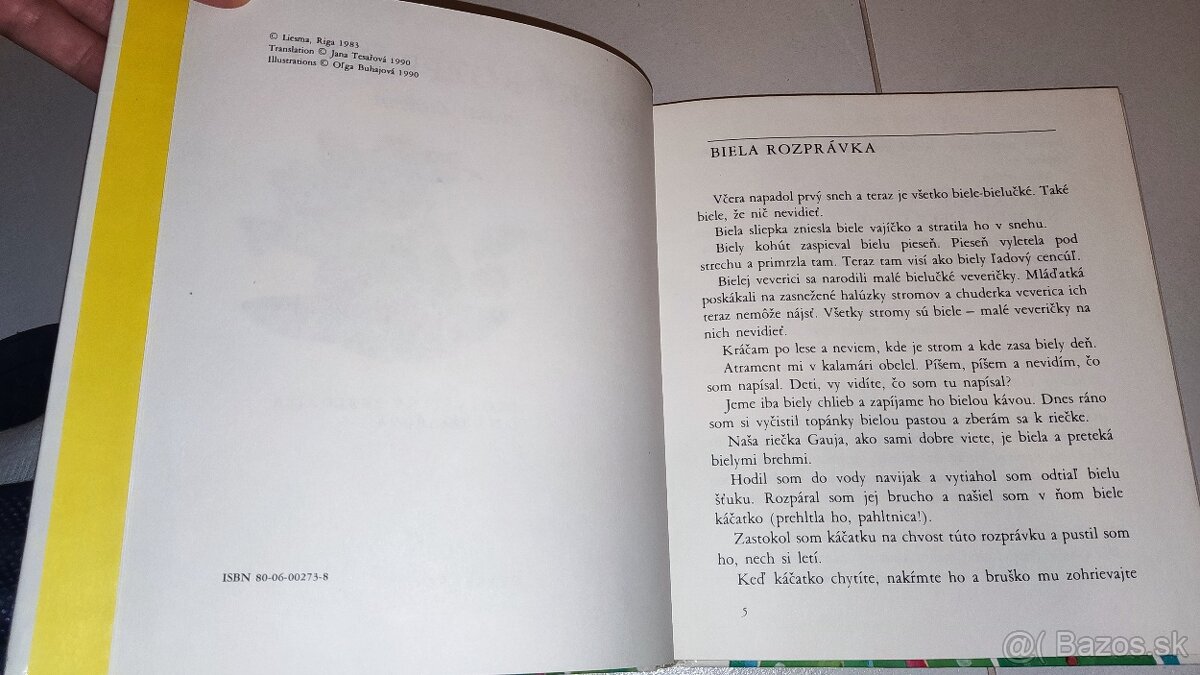 © Liesma, Riga 1983
Translation © Jana Tesařová 1990
Illustrations © Oľga Buhajová 1990
ISBN 80-06-00273-8
BIELA ROZPRÁVKA
Včera napadol prvý sneh a teraz je všetko biele-bielučké. Také
biele, že nič nevidieť.
Biela sliepka zniesla biele vajíčko a stratila ho v snehu.
Biely kohút zaspieval bielu pieseň. Pieseň vyletela pod
strechu a primrzla tam. Teraz tam visí ako biely ľadový cencúľ.
Bielej veverici sa narodili malé bielučké veveričky. Mláďatká
poskákali na zasnežené halúzky stromov a chuderka veverica ich
teraz nemôže nájsť. Všetky stromy sú biele – malé veveričky na
nich nevidieť.
Kráčam po lese a neviem, kde je strom a kde zasa biely deň.
Atrament mi v kalamári obelel. Píšem, píšem a nevidím, čo
som napísal. Deti, vy vidíte, čo som tu napísal?
Jeme iba biely chlieb a zapíjame ho bielou kávou. Dnes ráno
som si vyčistil topánky bielou pastou a zberám sa k riečke.
Naša riečka Gauja, ako sami dobre viete, je biela a preteká
bielymi brehmi.
Hodil som do vody navijak a vytiahol som odtiaľ bielu
šťuku. Rozpáral som jej brucho a našiel som v ňom biele
káčatko (prehltla ho, pahltnica!).
Zastokol som káčatku na chvost túto rozprávku a pustil som
ho, nech si letí.
Keď káčatko chytíte, nakŕmte ho a bruško mu zohrievajte
5
@( Bazos.sk